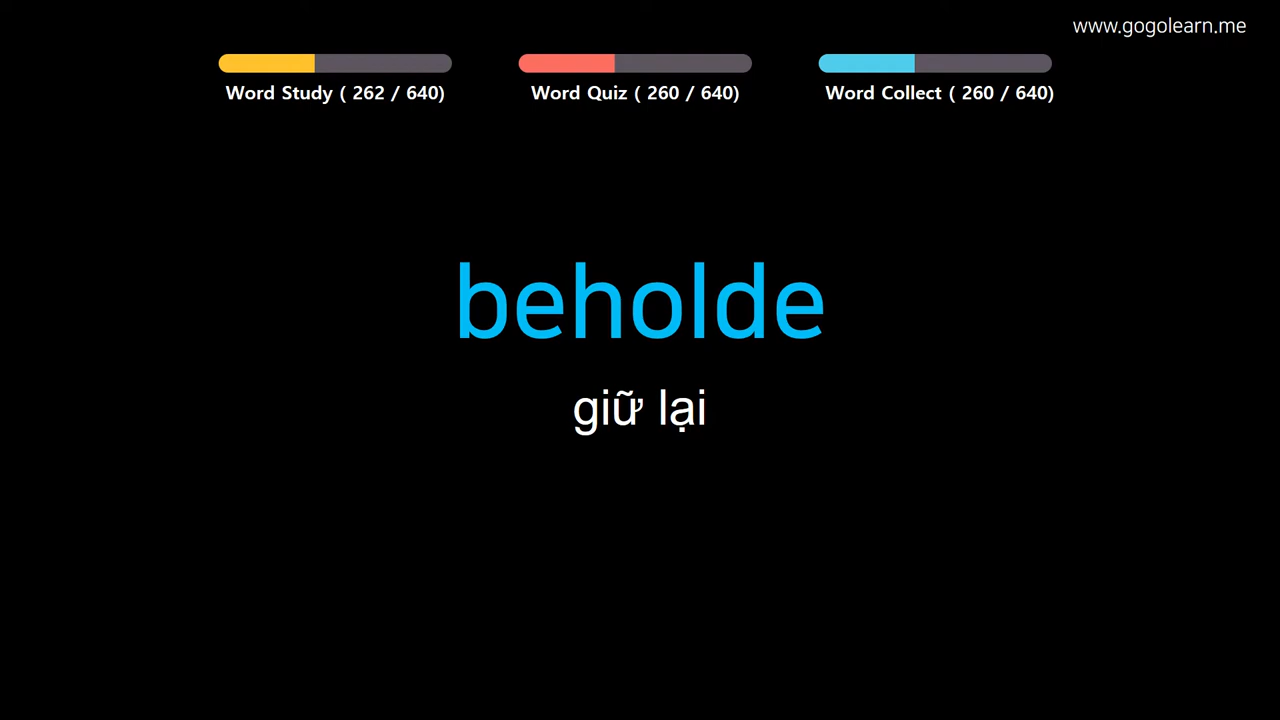 www.gogolearn.me
Word Study ( 262 / 640)
Word Quiz ( 260 / 640)
Word Collect ( 260 / 640)
beholde
giữ lại